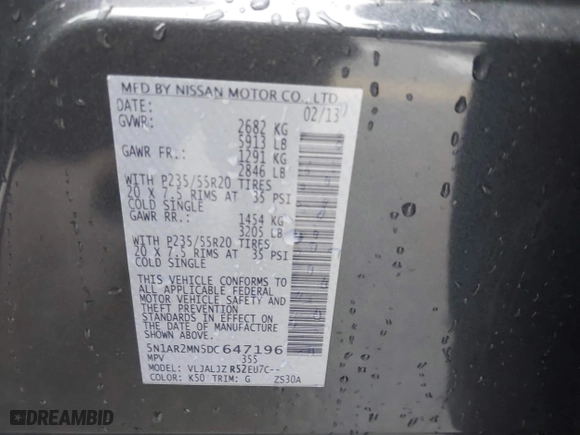 MFD BY NISSAN MOTOR CO., LTD
DATE: 02/13
GVWR: 2682 KG
5913 LB
GAWR FR.: 1291 KG
2846 LB
WITH P235/55R20 TIRES
20 X 7.5 RIMS AT 35 PSI
COLD SINGLE
GAWR RR.: 1454 KG
3205 LB
WITH P235/55R20 TIRES
20 X 7.5 RIMS AT 35 PSI
COLD SINGLE
THIS VEHICLE CONFORMS TO
ALL APPLICABLE FEDERAL
MOTOR VEHICLE SAFETY AND
THEFT PREVENTION
STANDARDS IN EFFECT ON
THE DATE OF MANUFACTURE
SHOWN ABOVE.
5N1AR2MN5DC647196
MPV 355
MODEL: VLJALJZ R52EU7C--
COLOR: K50 TRIM: G ZS30A
DREAMBID